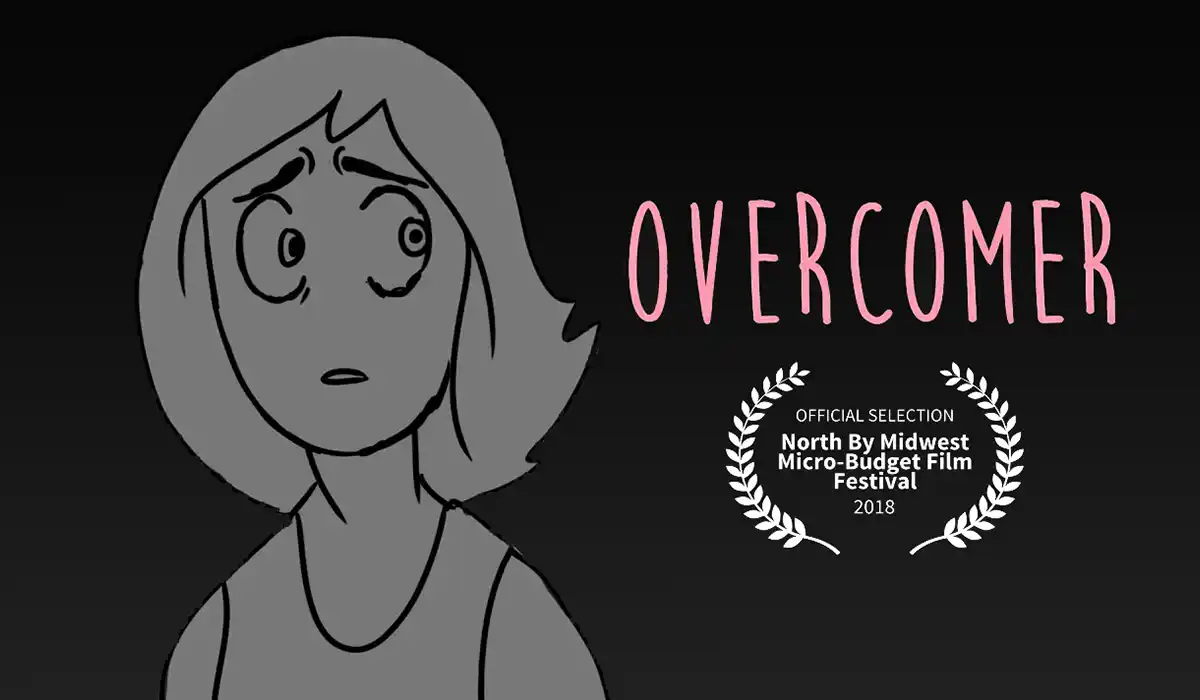 OVERCOMER
OFFICIAL SELECTION
North By Midwest
Micro-Budget Film
Festival
2018